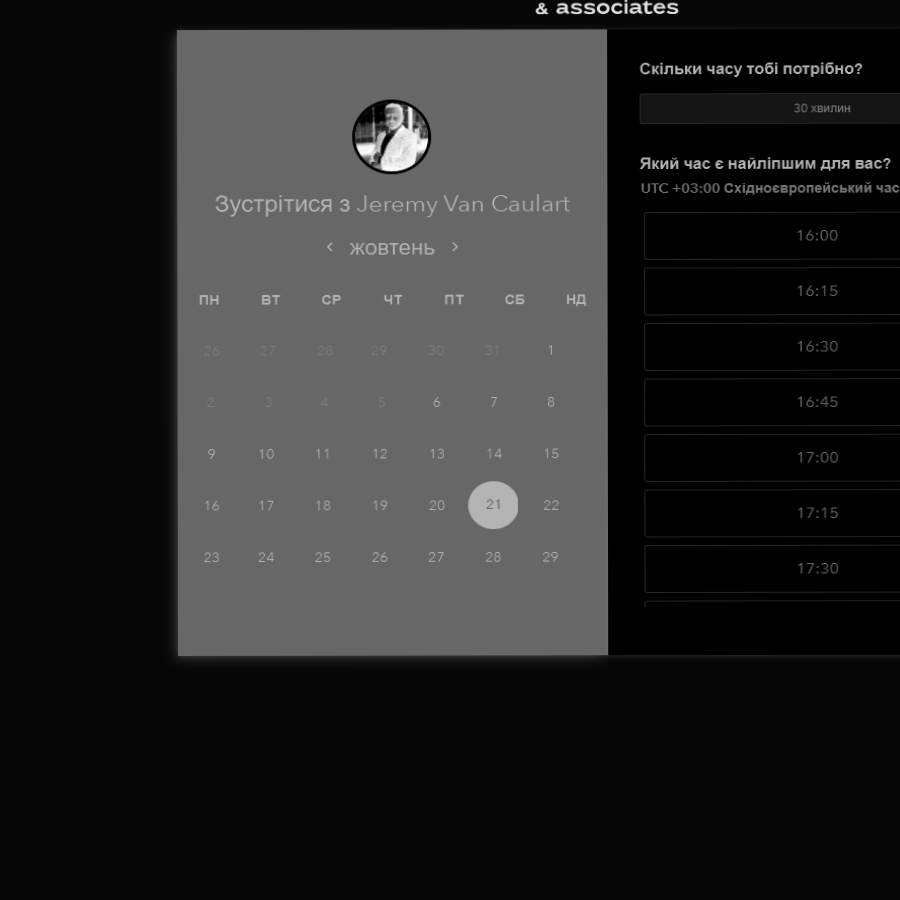 & associates
Зустрітися з Jeremy Van Caulart
‹ жовтень ›
ПН ВТ СР ЧТ ПТ СБ НД
26 27 28 29 30 31 1
2 3 4 5 6 7 8
9 10 11 12 13 14 15
16 17 18 19 20 21 22
23 24 25 26 27 28 29
Скільки часу тобі потрібно?
30 хвилин
Який час є найліпшим для вас?
UTC +03:00 Східноєвропейський час
16:00
16:15
16:30
16:45
17:00
17:15
17:30